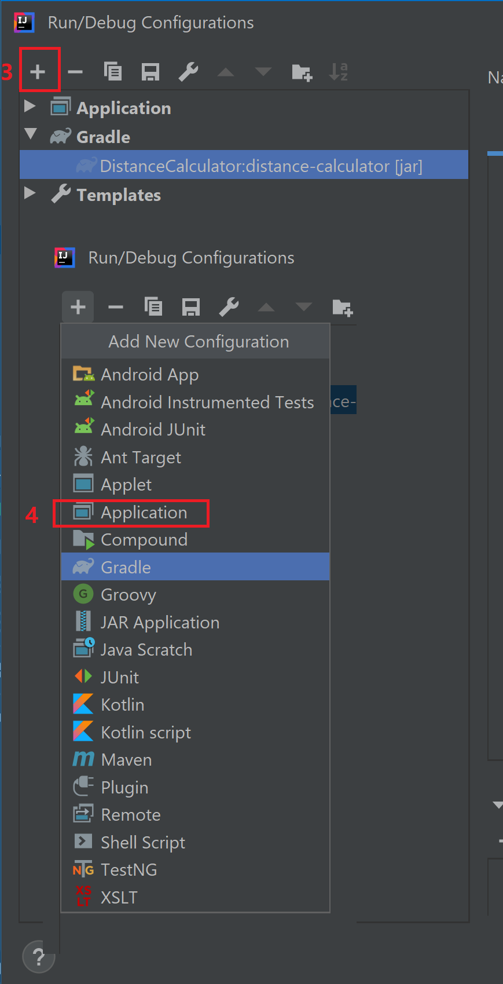 Run/Debug Configurations
3
Na
Application
Gradle
DistanceCalculator:distance-calculator [jar]
Templates
Run/Debug Configurations
Add New Configuration
Android App
Android Instrumented Tests
nce-
Android JUnit
Ant Target
Applet
4 Application
Compound
Gradle
Groovy
JAR Application
Java Scratch
JUnit
Kotlin
Kotlin script
Maven
Plugin
Remote
Shell Script
TestNG
XSLT
?